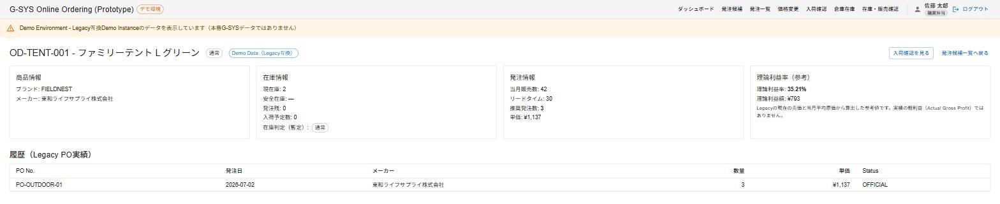 G-SYS Online Ordering (Prototype) デモ環境 ダッシュボード 発注候補 発注一覧 価格変更 入荷確認 倉庫在庫 在庫・販売確認 佐藤 太郎 購買担当 ログアウト
Demo Environment - Legacy互換Demo Instanceのデータを表示しています（本番G-SYSデータではありません）
OD-TENT-001 - ファミリーテント L グリーン 通常 Demo Data（Legacy互換） 入荷確認を見る 発注候補一覧へ戻る
商品情報
ブランド: FIELDNEST
メーカー: 東和ライフサプライ株式会社
在庫情報
現在庫: 2
安全在庫: —
発注残: 0
入荷予定数: 0
在庫判定（暫定）: 通常
発注情報
当月販売数: 42
リードタイム: 30
推奨発注数: 3
単価: ¥1,137
理論利益率（参考）
理論利益率: 35.21%
理論利益額: ¥793
Legacyの現在の売価と当月平均原価から算出した参考値です。実績の粗利益（Actual Gross Profit）では
ありません。
履歴（Legacy PO実績）
PO No. 発注日 メーカー 数量 単価 Status
PO-OUTDOOR-01 2026-07-02 東和ライフサプライ株式会社 3 ¥1,137 OFFICIAL